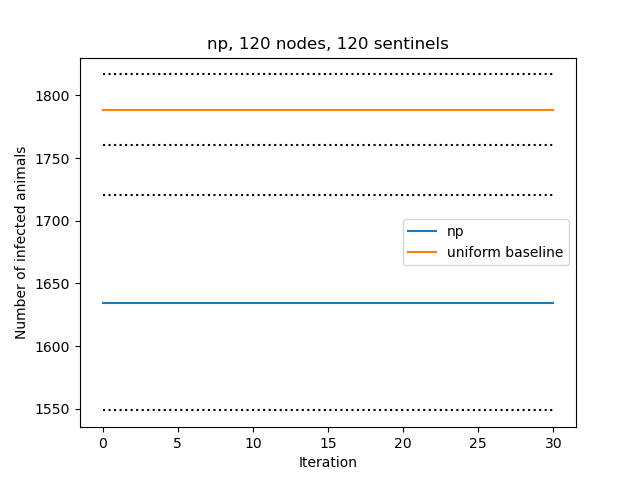 np, 120 nodes, 120 sentinels
Number of infected animals
1800
1750
1700
1650
1600
1550
np
uniform baseline
0 5 10 15 20 25 30
Iteration